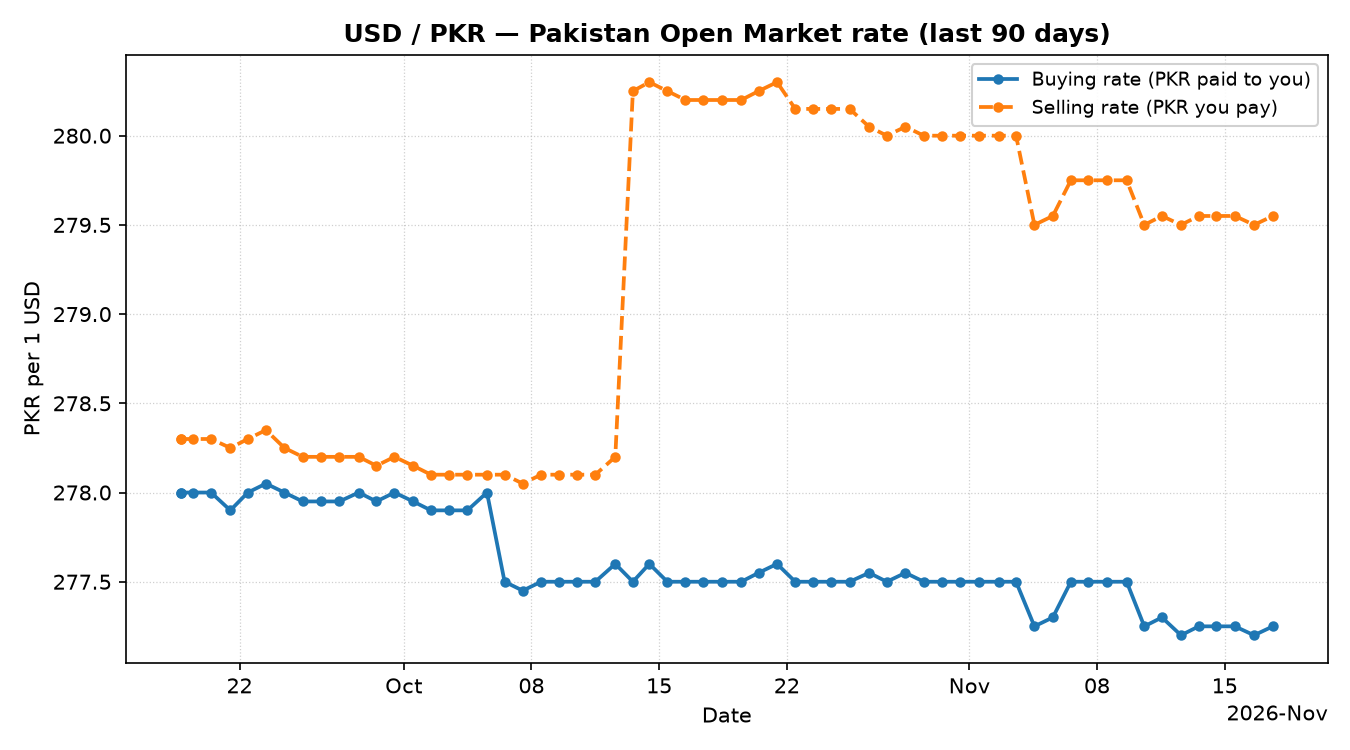 USD / PKR — Pakistan Open Market rate (last 90 days)
Buying rate (PKR paid to you)
Selling rate (PKR you pay)
PKR per 1 USD
280.0
279.5
279.0
278.5
278.0
277.5
22
Oct
08
15
22
Nov
08
15
Date
2026-Nov